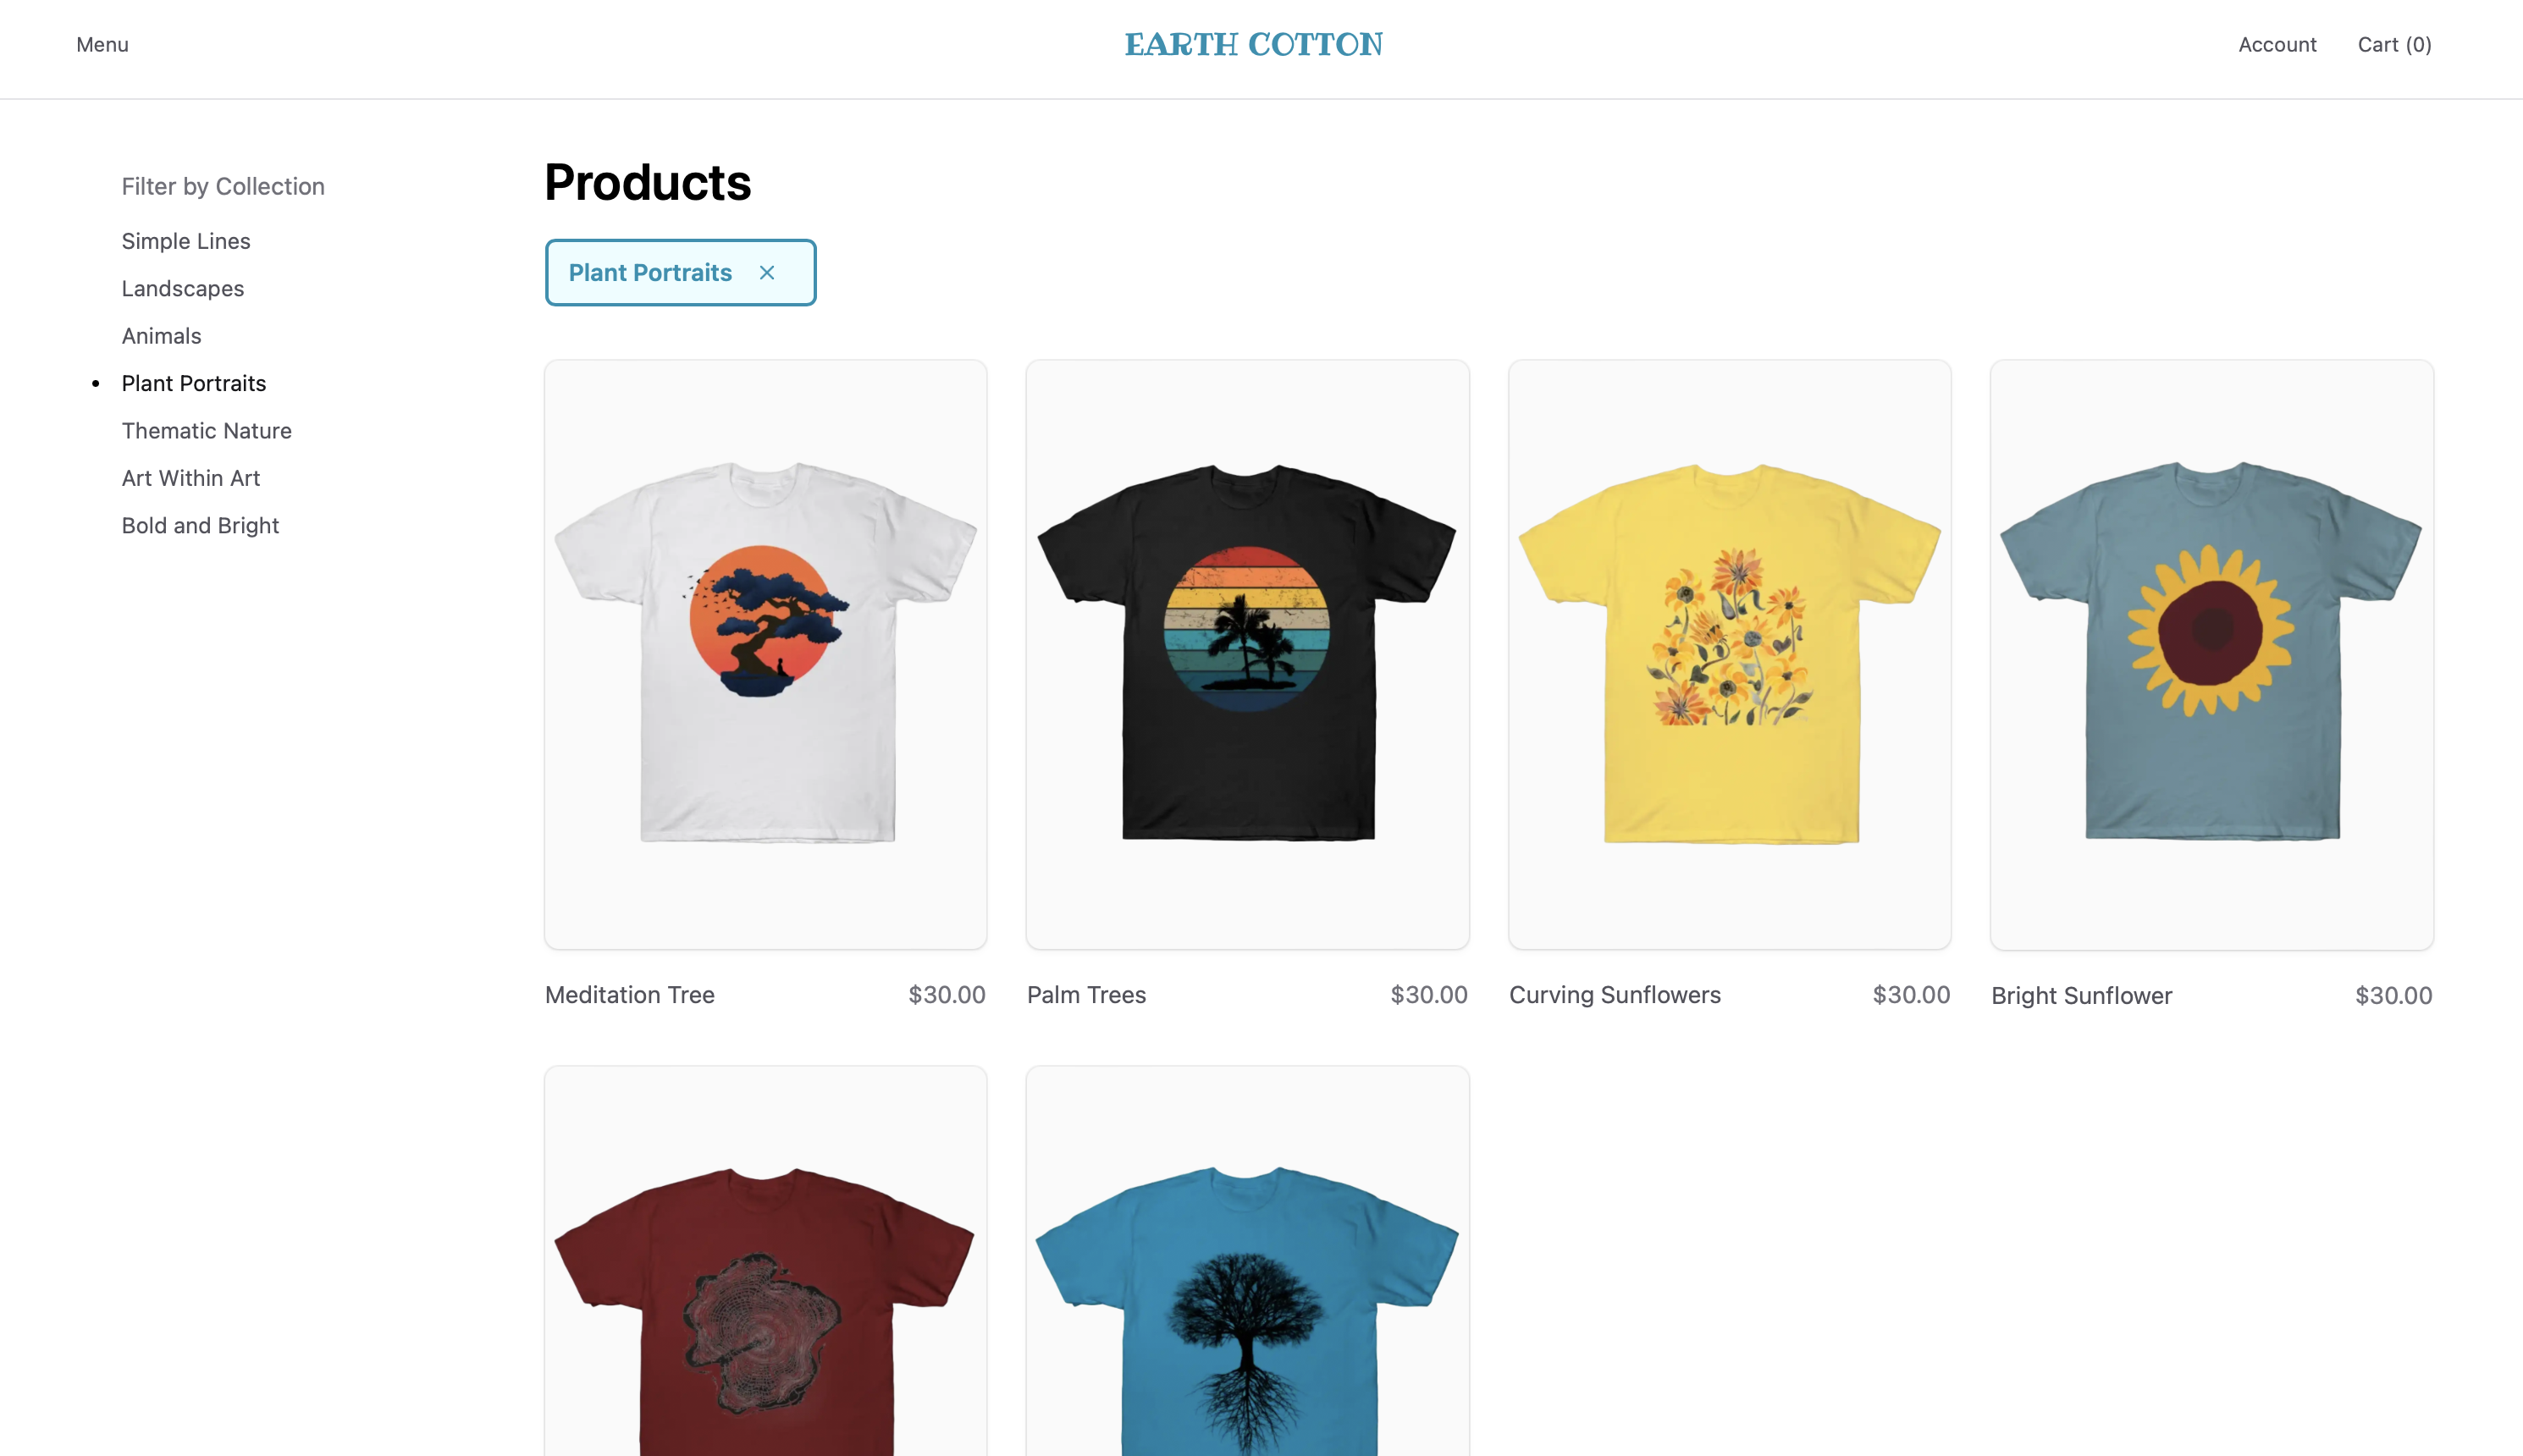 Menu
EARTH COTTON
Account
Cart (0)
Filter by Collection
Simple Lines
Landscapes
Animals
Plant Portraits
Thematic Nature
Art Within Art
Bold and Bright
Products
Plant Portraits
Meditation Tree $30.00
Palm Trees $30.00
Curving Sunflowers $30.00
Bright Sunflower $30.00